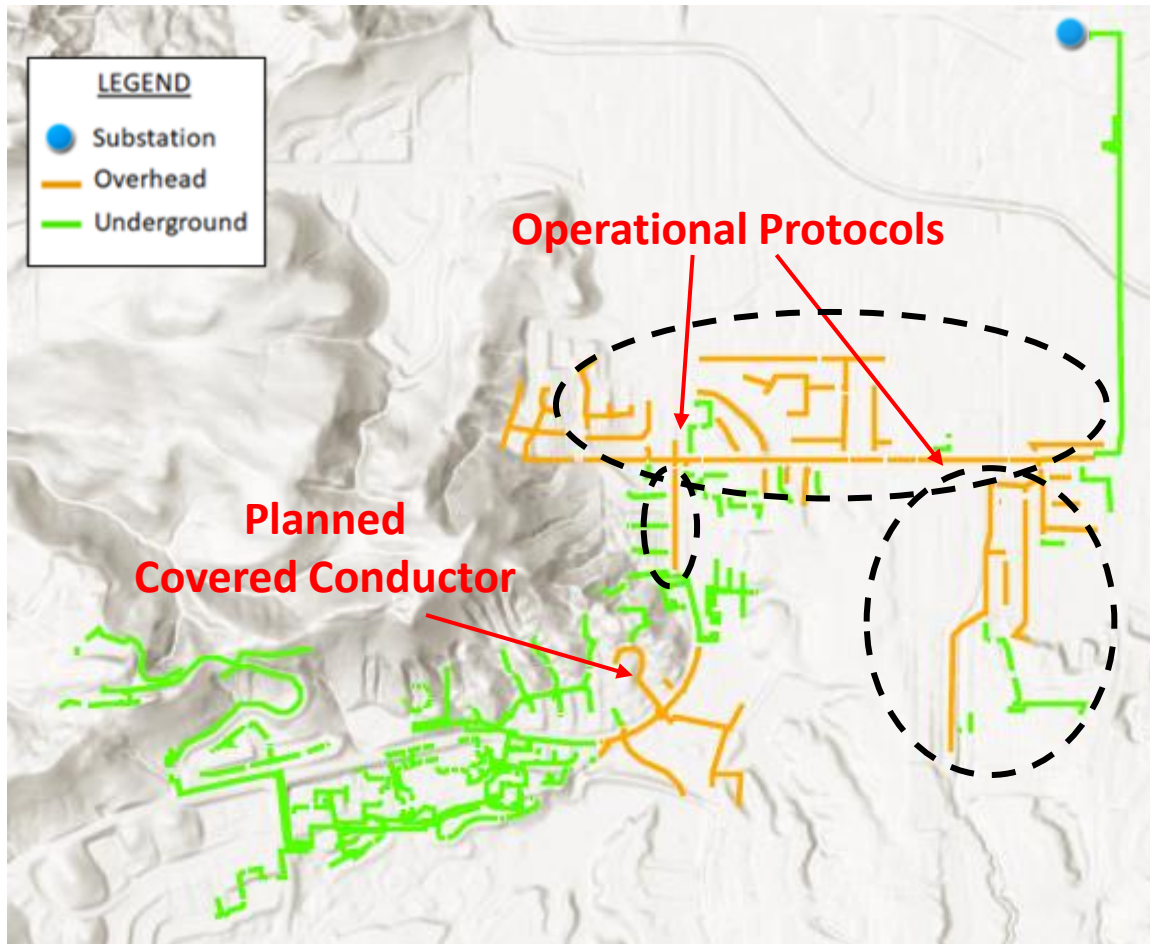 LEGEND
Substation
Overhead
Underground
Operational Protocols
Planned
Covered Conductor